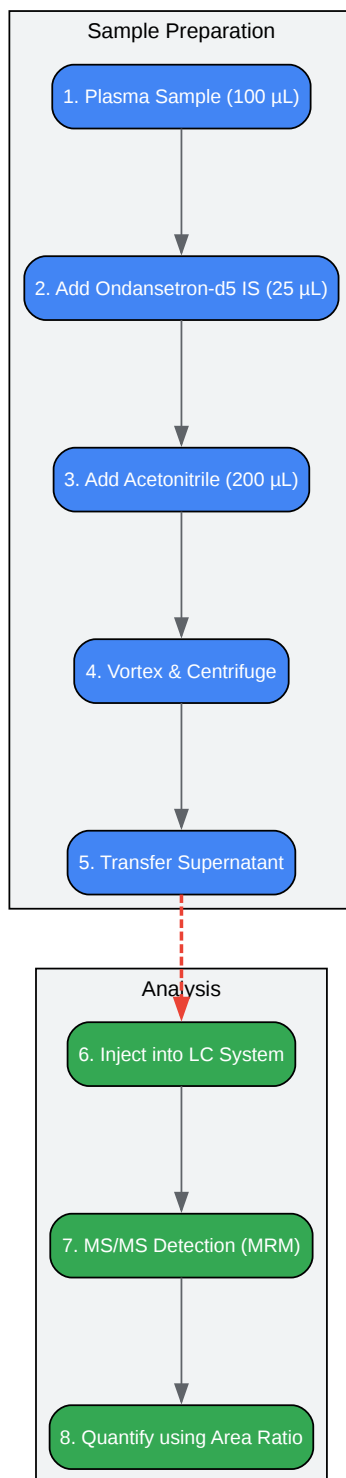 Sample Preparation
1. Plasma Sample (100 µL)
2. Add Ondansetron-d5 IS (25 µL)
3. Add Acetonitrile (200 µL)
4. Vortex & Centrifuge
5. Transfer Supernatant
Analysis
6. Inject into LC System
7. MS/MS Detection (MRM)
8. Quantify using Area Ratio